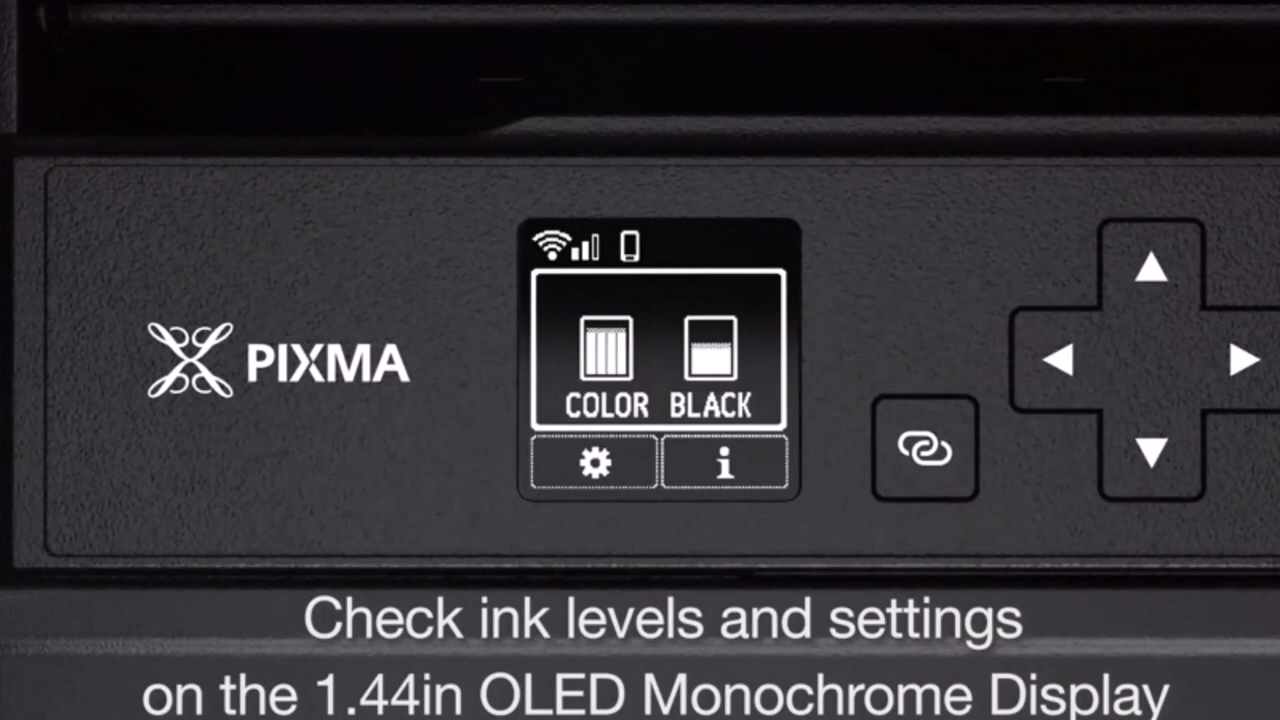 PIXMA
COLOR BLACK
i
Check ink levels and settings
on the 1.44in OLED Monochrome Display